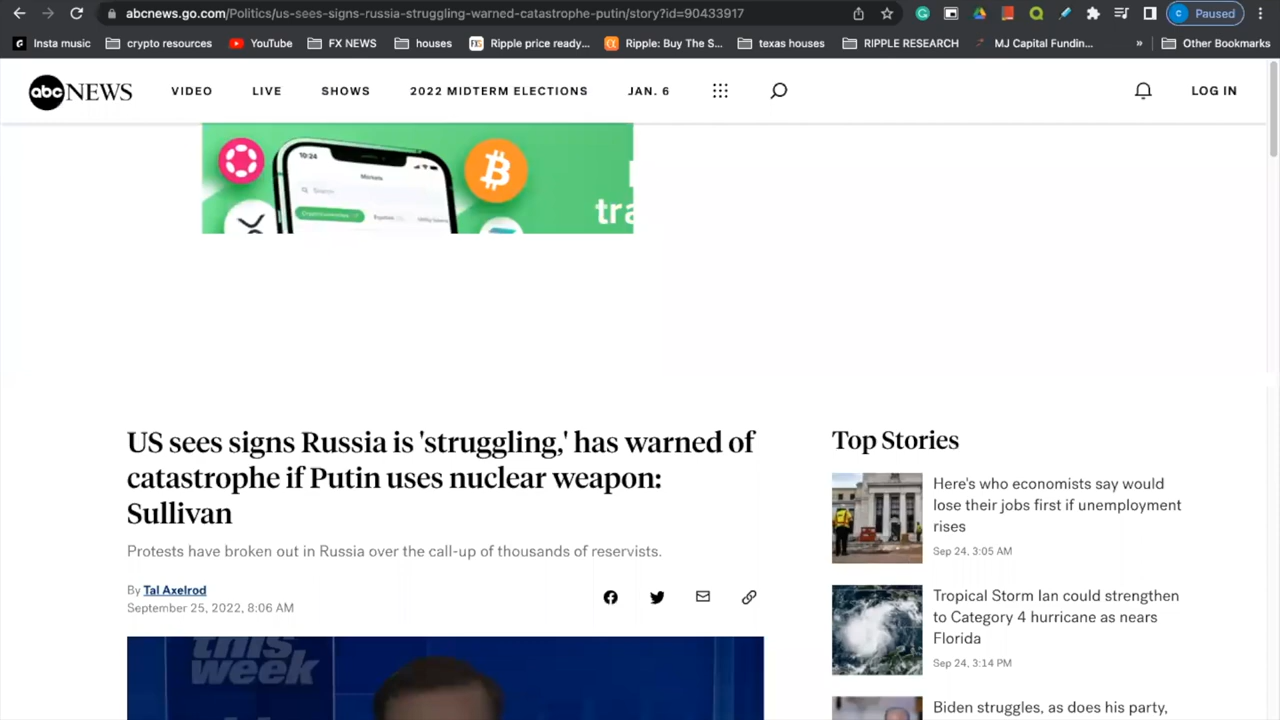 abcnews.go.com/Politics/us-sees-signs-russia-struggling-warned-catastrophe-putin/story?id=90433917
Paused
Insta music
crypto resources
YouTube
FX NEWS
houses
Ripple price ready...
Ripple: Buy The S...
texas houses
RIPPLE RESEARCH
MJ Capital Fundin...
»
Other Bookmarks
abc NEWS
VIDEO
LIVE
SHOWS
2022 MIDTERM ELECTIONS
JAN. 6
LOG IN
10:24
Markets
Search
tra
US sees signs Russia is 'struggling,' has warned of
catastrophe if Putin uses nuclear weapon:
Sullivan
Protests have broken out in Russia over the call-up of thousands of reservists.
By Tal Axelrod
September 25, 2022, 8:06 AM
this
week
Top Stories
Here's who economists say would
lose their jobs first if unemployment
rises
Sep 24, 3:05 AM
Tropical Storm Ian could strengthen
to Category 4 hurricane as nears
Florida
Sep 24, 3:14 PM
Biden struggles, as does his party,